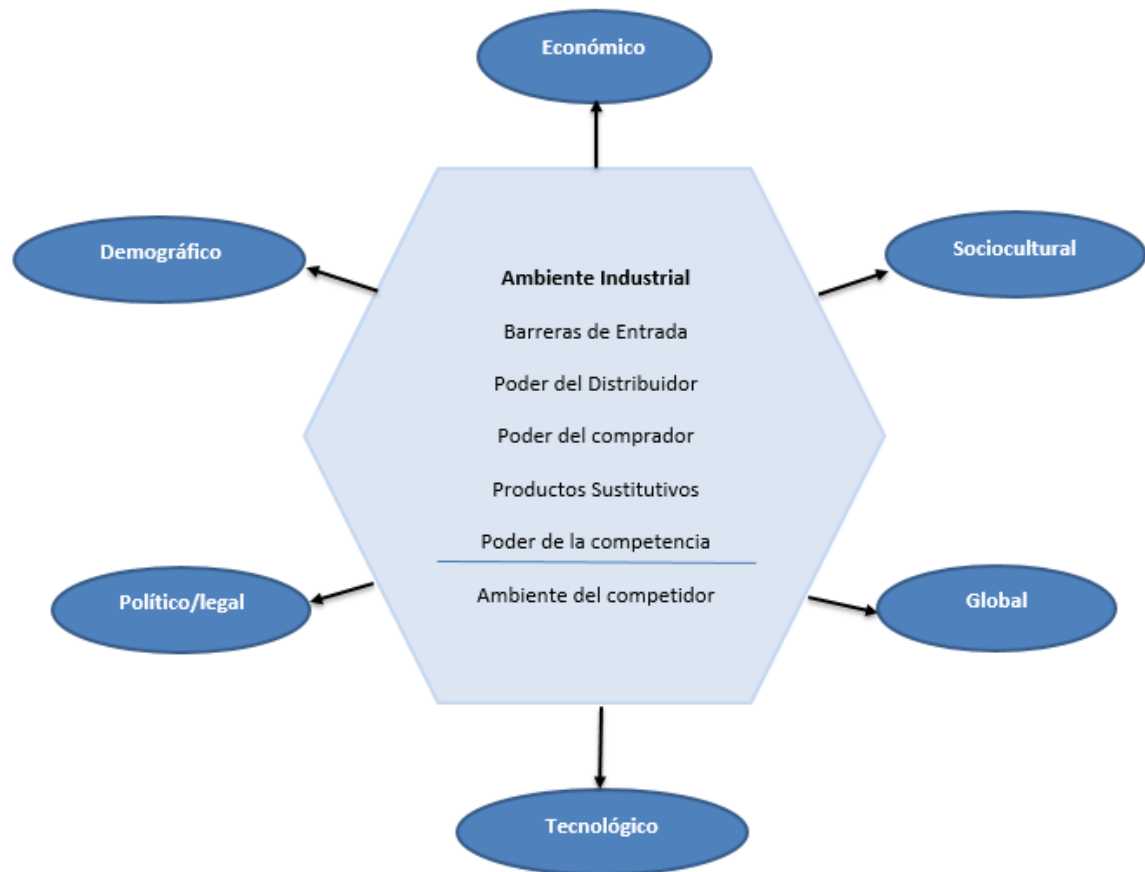 Económico
Demográfico
Sociocultural
Ambiente Industrial
Barreras de Entrada
Poder del Distribuidor
Poder del comprador
Productos Sustitutivos
Poder de la competencia
Ambiente del competidor
Político/legal
Global
Tecnológico